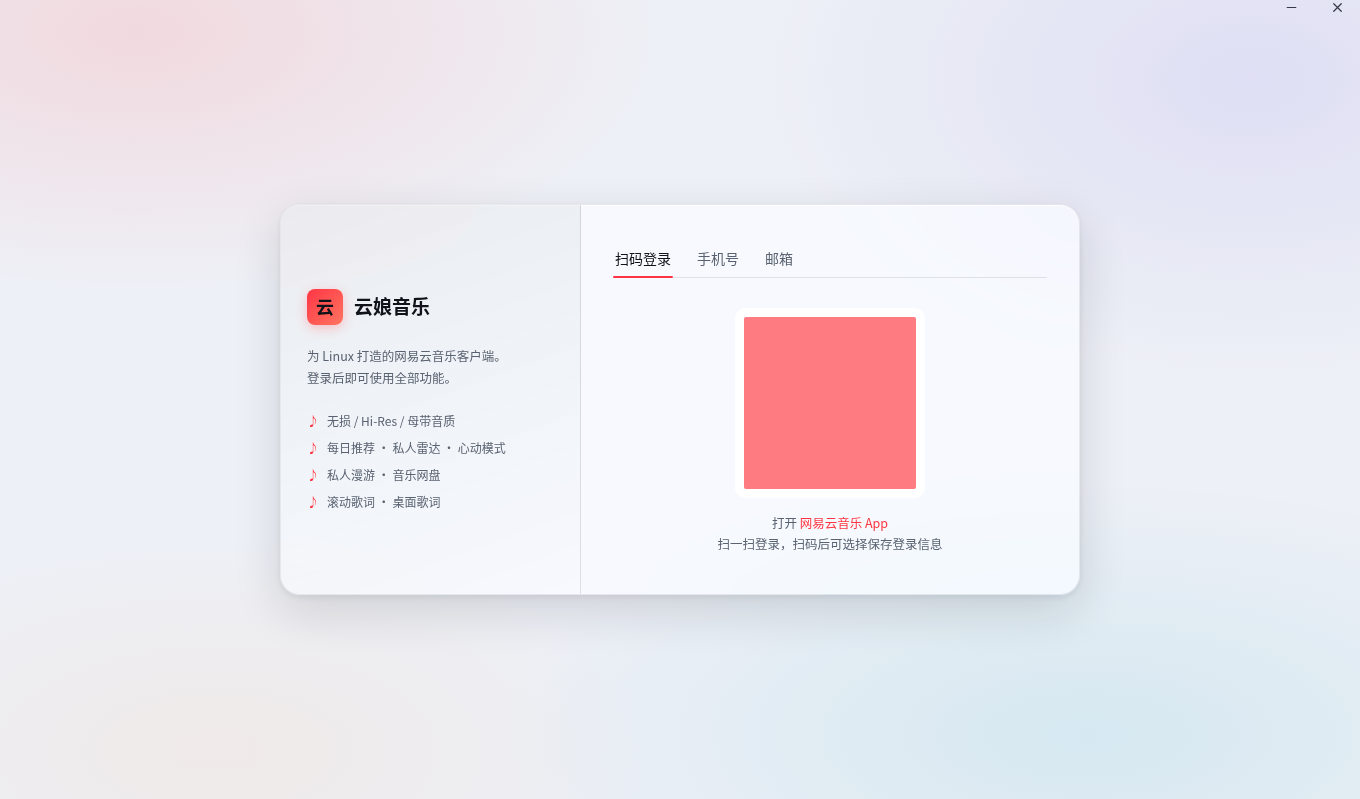 云 云娘音乐
为 Linux 打造的网易云音乐客户端。
登录后即可使用全部功能。
♪ 无损 / Hi-Res / 母带音质
♪ 每日推荐 · 私人雷达 · 心动模式
♪ 私人漫游 · 音乐网盘
♪ 滚动歌词 · 桌面歌词
扫码登录 手机号 邮箱
打开 网易云音乐 App
扫一扫登录，扫码后可选择保存登录信息